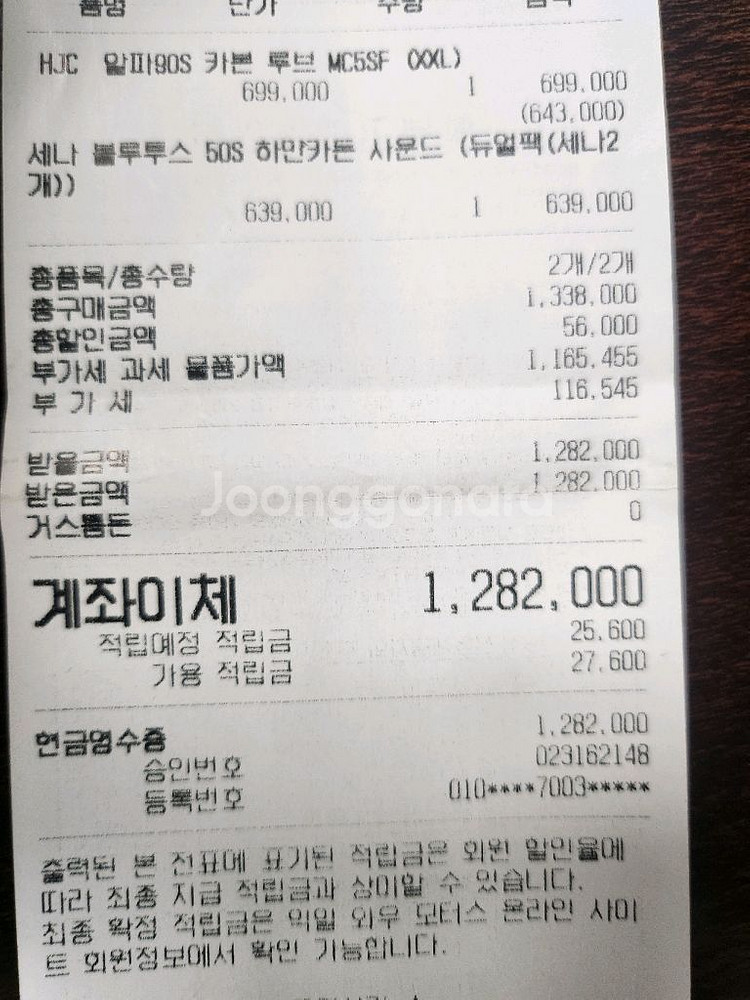 품명 단가 수량 금액
HJC 알파90S 카본 루브 MC5SF (XXL)
699,000 1 699,000
(643,000)
세나 블루투스 50S 하만카돈 사운드 (듀얼팩(세나2
개))
639,000 1 639,000
총품목/총수량 2개/2개
총구매금액 1,338,000
총할인금액 56,000
부가세 과세 물품가액 1,165,455
부 가 세 116,545
받을금액 1,282,000
받은금액 1,282,000
거스름돈 0
Joonggonara
계좌이체 1,282,000
적립예정 적립금 25,600
가용 적립금 27,600
현금영수증 1,282,000
승인번호 023162148
등록번호 010****7003*****
출력된 본 전표에 표기된 적립금은 회원 할인율에
따라 최종 지급 적립금과 상이할 수 있습니다.
최종 확정 적립금은 익일 외우 모터스 온라인 사이
트 회원정보에서 확인 가능합니다.